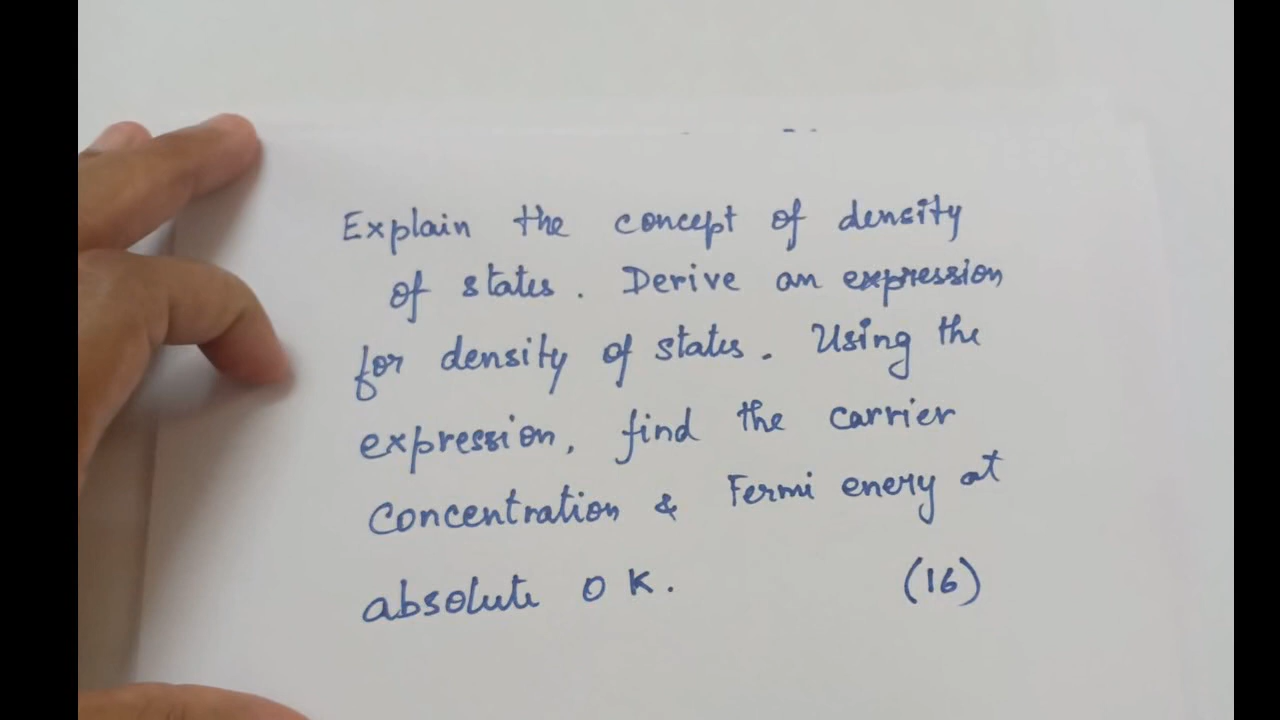 Explain the concept of density
of states. Derive an expression
for density of states. Using the
expression, find the carrier
Concentration & Fermi enery at
absolute 0 K. (16)